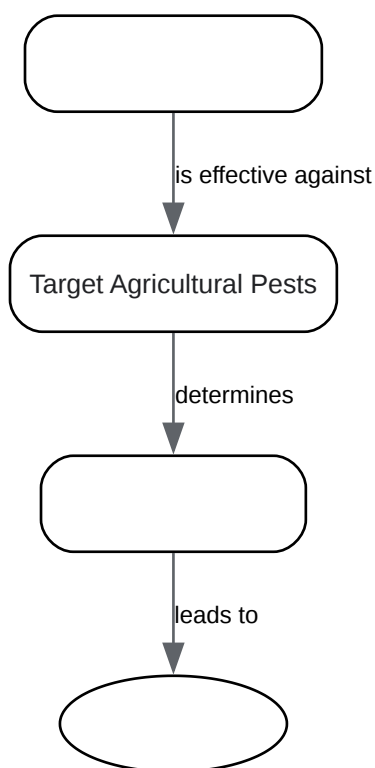 is effective against
Target Agricultural Pests
determines
leads to